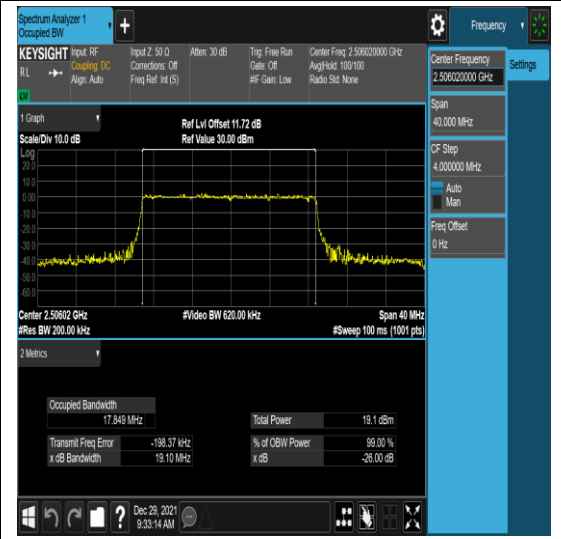 Spectrum Analyzer 1
Occupied BW
Frequency
KEYSIGHT
Input: RF
Coupling: DC
Align: Auto
Input Z: 50 Ω
Corrections: Off
Freq Ref: Int (S)
Atten: 30 dB
Trig: Free Run
Gate: Off
#IF Gain: Low
Center Freq: 2.506020000 GHz
Avg|Hold: 100/100
Radio Std: None
R L
Center Frequency
2.506020000 GHz
Settings
Span
40.000 MHz
CF Step
4.000000 MHz
Auto
Man
Freq Offset
0 Hz
1 Graph
Scale/Div 10.0 dB
Ref Lvl Offset 11.72 dB
Ref Value 30.00 dBm
Log
20.0
10.0
0.00
-10.0
-20.0
-30.0
-40.0
-50.0
-60.0
Center 2.50602 GHz
#Res BW 200.00 kHz
#Video BW 620.00 kHz
Span 40 MHz
#Sweep 100 ms (1001 pts)
2 Metrics
Occupied Bandwidth
17.849 MHz
Total Power 19.1 dBm
Transmit Freq Error -198.37 kHz
% of OBW Power 99.00 %
x dB Bandwidth 19.10 MHz
x dB -26.00 dB
Dec 29, 2021
9:33:14 AM